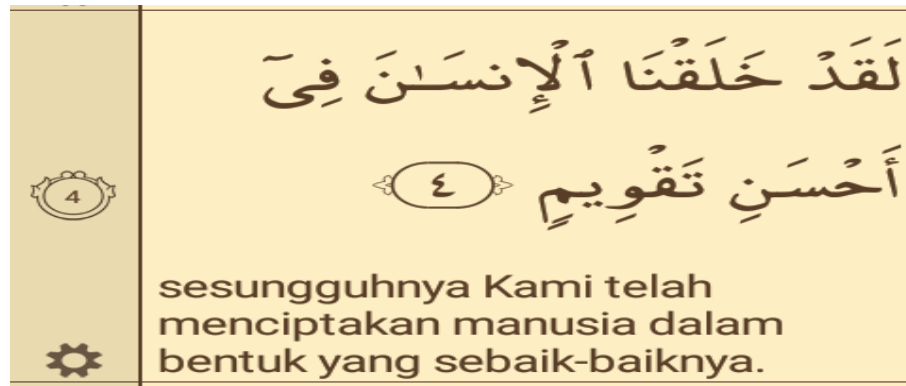 لَقَدْ خَلَقْنَا ٱلْإِنسَـٰنَ فِىٓ
أَحْسَنِ تَقْوِيمٍ ٤
4
sesungguhnya Kami telah
menciptakan manusia dalam
bentuk yang sebaik-baiknya.